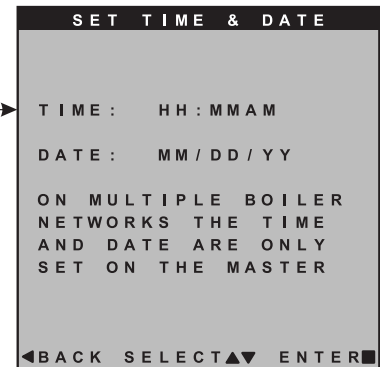 SET TIME & DATE
TIME: HH:MMAM
DATE: MM/DD/YY
ON MULTIPLE BOILER
NETWORKS THE TIME
AND DATE ARE ONLY
SET ON THE MASTER
◀BACK SELECT▲▼ ENTER■